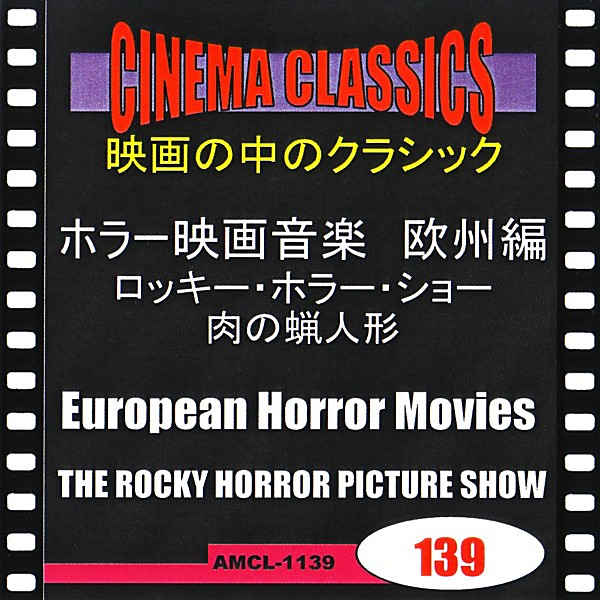 CINEMA CLASSICS
映画の中のクラシック
ホラー映画音楽　欧州編
ロッキー・ホラー・ショー
肉の蝋人形
European Horror Movies
THE ROCKY HORROR PICTURE SHOW
AMCL-1139
139